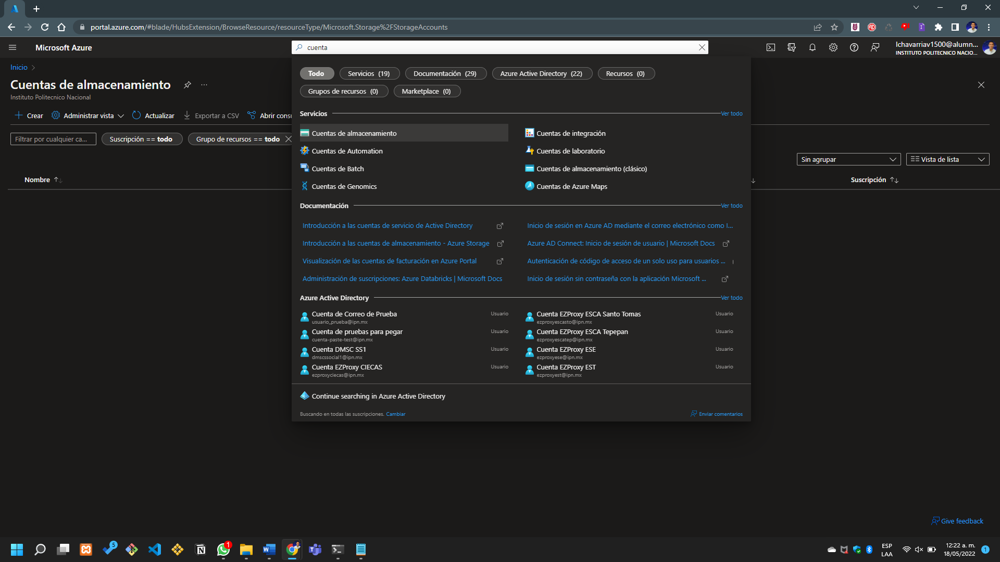 portal.azure.com/#blade/HubsExtension/BrowseResource/resourceType/Microsoft.Storage%2FStorageAccounts
Microsoft Azure
cuenta
lchavarriav1500@alumn...
INSTITUTO POLITECNICO NACIO...
Inicio
Cuentas de almacenamiento
Instituto Politecnico Nacional
Crear
Administrar vista
Actualizar
Exportar a CSV
Abrir consu
Filtrar por cualquier ca...
Suscripción == todo
Grupo de recursos == todo
Sin agrupar
Vista de lista
Nombre
Suscripción
Todo
Servicios (19)
Documentación (29)
Azure Active Directory (22)
Recursos (0)
Grupos de recursos (0)
Marketplace (0)
Servicios
Ver todo
Cuentas de almacenamiento
Cuentas de integración
Cuentas de Automation
Cuentas de laboratorio
Cuentas de Batch
Cuentas de almacenamiento (clásico)
Cuentas de Genomics
Cuentas de Azure Maps
Documentación
Ver todo
Introducción a las cuentas de servicio de Active Directory
Inicio de sesión en Azure AD mediante el correo electrónico como I...
Introducción a las cuentas de almacenamiento - Azure Storage
Azure AD Connect: Inicio de sesión de usuario | Microsoft Docs
Visualización de las cuentas de facturación en Azure Portal
Autenticación de código de acceso de un solo uso para usuarios ...
Administración de suscripciones: Azure Databricks | Microsoft Docs
Inicio de sesión sin contraseña con la aplicación Microsoft ...
Azure Active Directory
Ver todo
Cuenta de Correo de Prueba
Usuario
usuario_prueba@ipn.mx
Cuenta EZProxy ESCA Santo Tomas
Usuario
ezproxyescasto@ipn.mx
Cuenta de pruebas para pegar
Usuario
cuenta-paste-test@ipn.mx
Cuenta EZProxy ESCA Tepepan
Usuario
ezproxyescatep@ipn.mx
Cuenta DMSC SS1
Usuario
dmscssocial1@ipn.mx
Cuenta EZProxy ESE
Usuario
ezproxyese@ipn.mx
Cuenta EZProxy CIECAS
Usuario
ezproxyciecas@ipn.mx
Cuenta EZProxy EST
Usuario
ezproxyest@ipn.mx
Continue searching in Azure Active Directory
Buscando en todas las suscripciones. Cambiar
Enviar comentarios
Give feedback
5
1
ESP
LAA
12:22 a. m.
18/05/2022
1